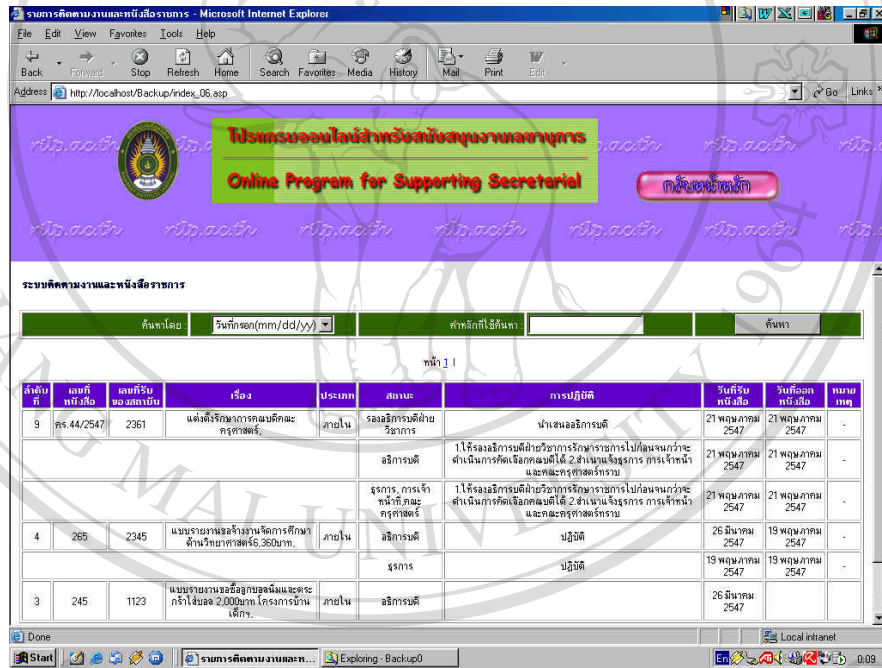 รายการติดตามงานและหนังสือราชการ - Microsoft Internet Explorer
File Edit View Favorites Tools Help
Back Forward Stop Refresh Home Search Favorites Media History Mail Print Edit
Address http://localhost/Backup/index_06.asp Go Links
โปรแกรมออนไลน์สำหรับสนับสนุนงานเลขานุการ
Online Program for Supporting Secretarial
กลับหน้าหลัก
ระบบติดตามงานและหนังสือราชการ
ค้นหาโดย : วันที่กรอก(mm/dd/yy) คำหลักที่ใช้ค้นหา : ค้นหา
หน้า 1 |
ลำดับที่ เลขที่หนังสือ เลขที่รับของสถาบัน เรื่อง ประเภท สถานะ การปฏิบัติ วันที่รับหนังสือ วันที่ออกหนังสือ หมายเหตุ
9 คร.44/2547 2361 แต่งตั้งรักษาการคณบดีคณะครุศาสตร์, ภายใน รองอธิการบดีฝ่ายวิชาการ นำเสนออธิการบดี 21 พฤษภาคม 2547 21 พฤษภาคม 2547 -
อธิการบดี 1.ให้รองอธิการบดีฝ่ายวิชาการรักษาราชการไปก่อนจนกว่าจะดำเนินการคัดเลือกคณบดีได้ 2.สำเนาแจ้งธุรการ การเจ้าหน้าและคณะครุศาสตร์ทราบ 21 พฤษภาคม 2547 21 พฤษภาคม 2547 -
ธุรการ, การเจ้าหน้าที่,คณะครุศาสตร์ 1.ให้รองอธิการบดีฝ่ายวิชาการรักษาราชการไปก่อนจนกว่าจะดำเนินการคัดเลือกคณบดีได้ 2.สำเนาแจ้งธุรการ การเจ้าหน้าและคณะครุศาสตร์ทราบ 21 พฤษภาคม 2547 21 พฤษภาคม 2547 -
4 265 2345 แบบรายงานขอจ้างงานจัดการศึกษาด้านวิทยาศาสตร์6,360บาท, ภายใน อธิการบดี ปฏิบัติ 26 มีนาคม 2547 19 พฤษภาคม 2547 -
ธุรการ ปฏิบัติ 19 พฤษภาคม 2547 19 พฤษภาคม 2547 -
3 245 1123 แบบรายงานขอซื้อลูกบอลนิ่มและตระกร้าใส่บอล 2,000บาท โครงการบ้านเด็กฯ, ภายใน อธิการบดี 26 มีนาคม 2547
Done Local intranet
Start รายการติดตามงานและห... Exploring - Backup0 En 0:09